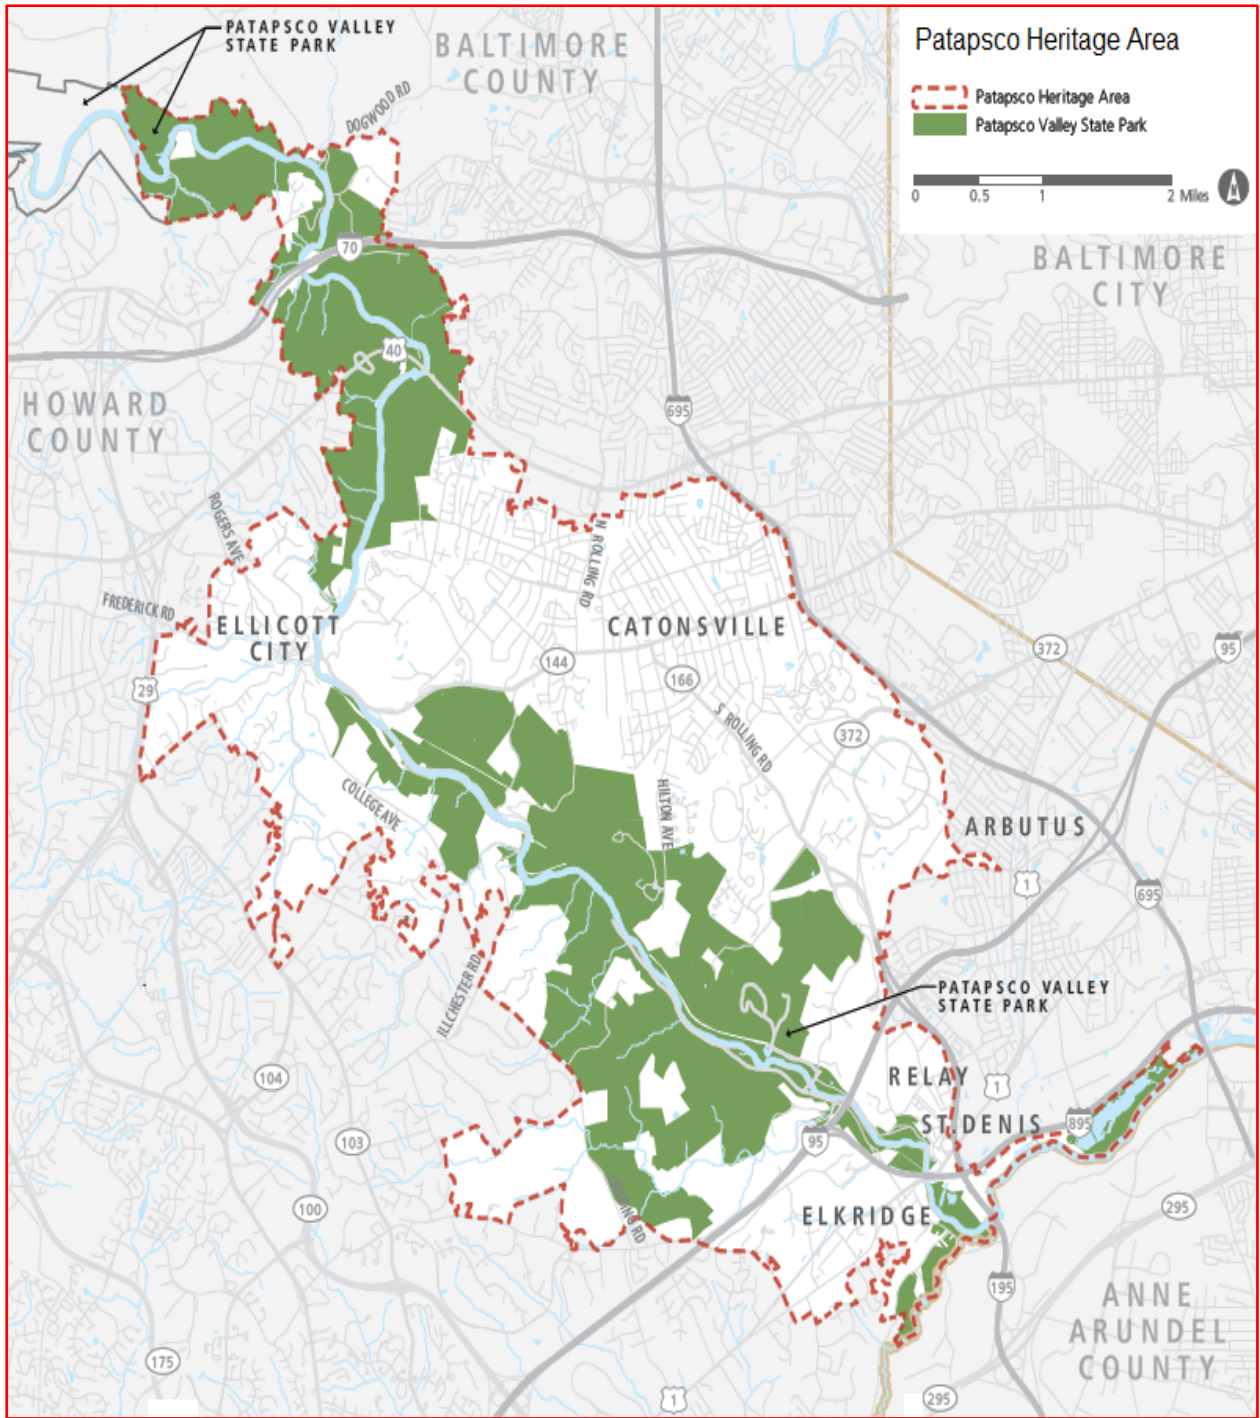 PATAPSCO VALLEY
STATE PARK
BALTIMORE
COUNTY
Patapsco Heritage Area
Patapsco Heritage Area
Patapsco Valley State Park
0 0.5 1 2 Miles
DOGWOOD RD
70
BALTIMORE
CITY
40
HOWARD
COUNTY
695
ROGERS AVE
N ROLLING RD
FREDERICK RD
ELLICOTT
CITY
CATONSVILLE
144
166
372
95
29
S ROLLING RD
372
COLLEGE AVE
HILTON AVE
ARBUTUS
1
695
ILLCHESTER RD
PATAPSCO VALLEY
STATE PARK
104
RELAY
1
103
ST. DENIS
895
95
100
LANDING RD
ELKRIDGE
295
195
ANNE
ARUNDEL
COUNTY
175
1
295